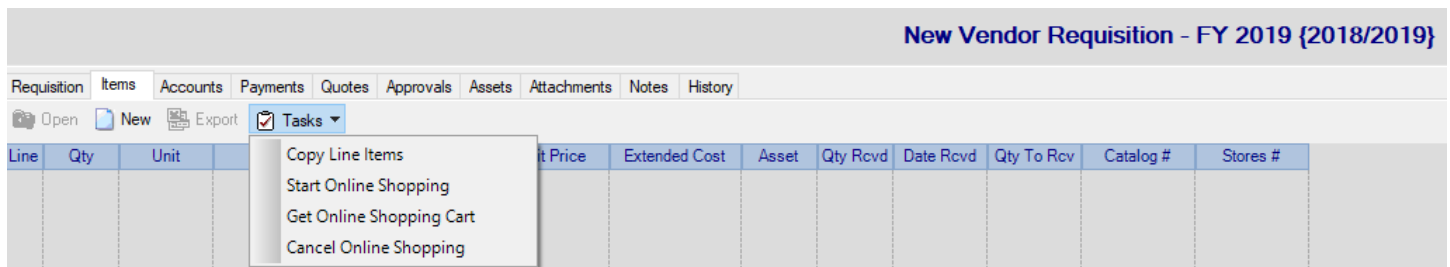 New Vendor Requisition - FY 2019 {2018/2019}
Requisition Items Accounts Payments Quotes Approvals Assets Attachments Notes History
Open New Export Tasks
Line Qty Unit Price Extended Cost Asset Qty Rcvd Date Rcvd Qty To Rcv Catalog # Stores #
Copy Line Items
Start Online Shopping
Get Online Shopping Cart
Cancel Online Shopping